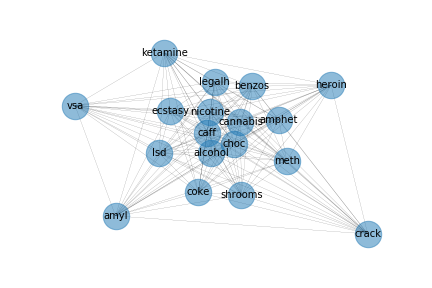 ketamine
legalh
benzos
heroin
vsa
ecstasy
nicotine
cannabis
amphet
caff
choc
lsd
alcohol
meth
coke
shrooms
amyl
crack